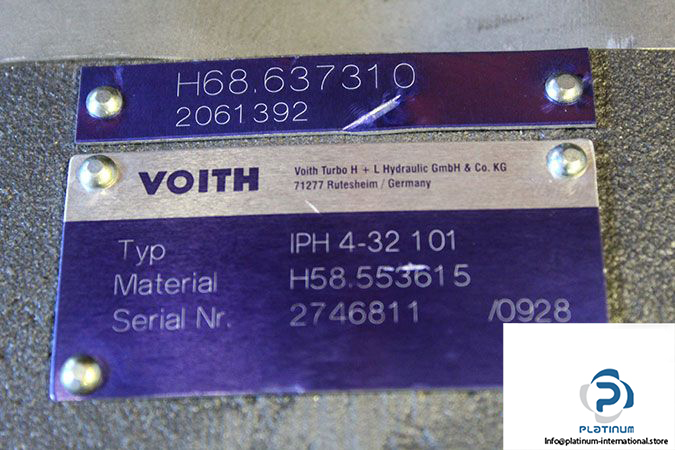 H68.637310
2061392
VOITH
Voith Turbo H + L Hydraulic GmbH & Co. KG
71277 Rutesheim / Germany
Typ IPH 4-32 101
Material H58.553615
Serial Nr. 2746811 /0928
PLATINUM
Info@platinum-international.store